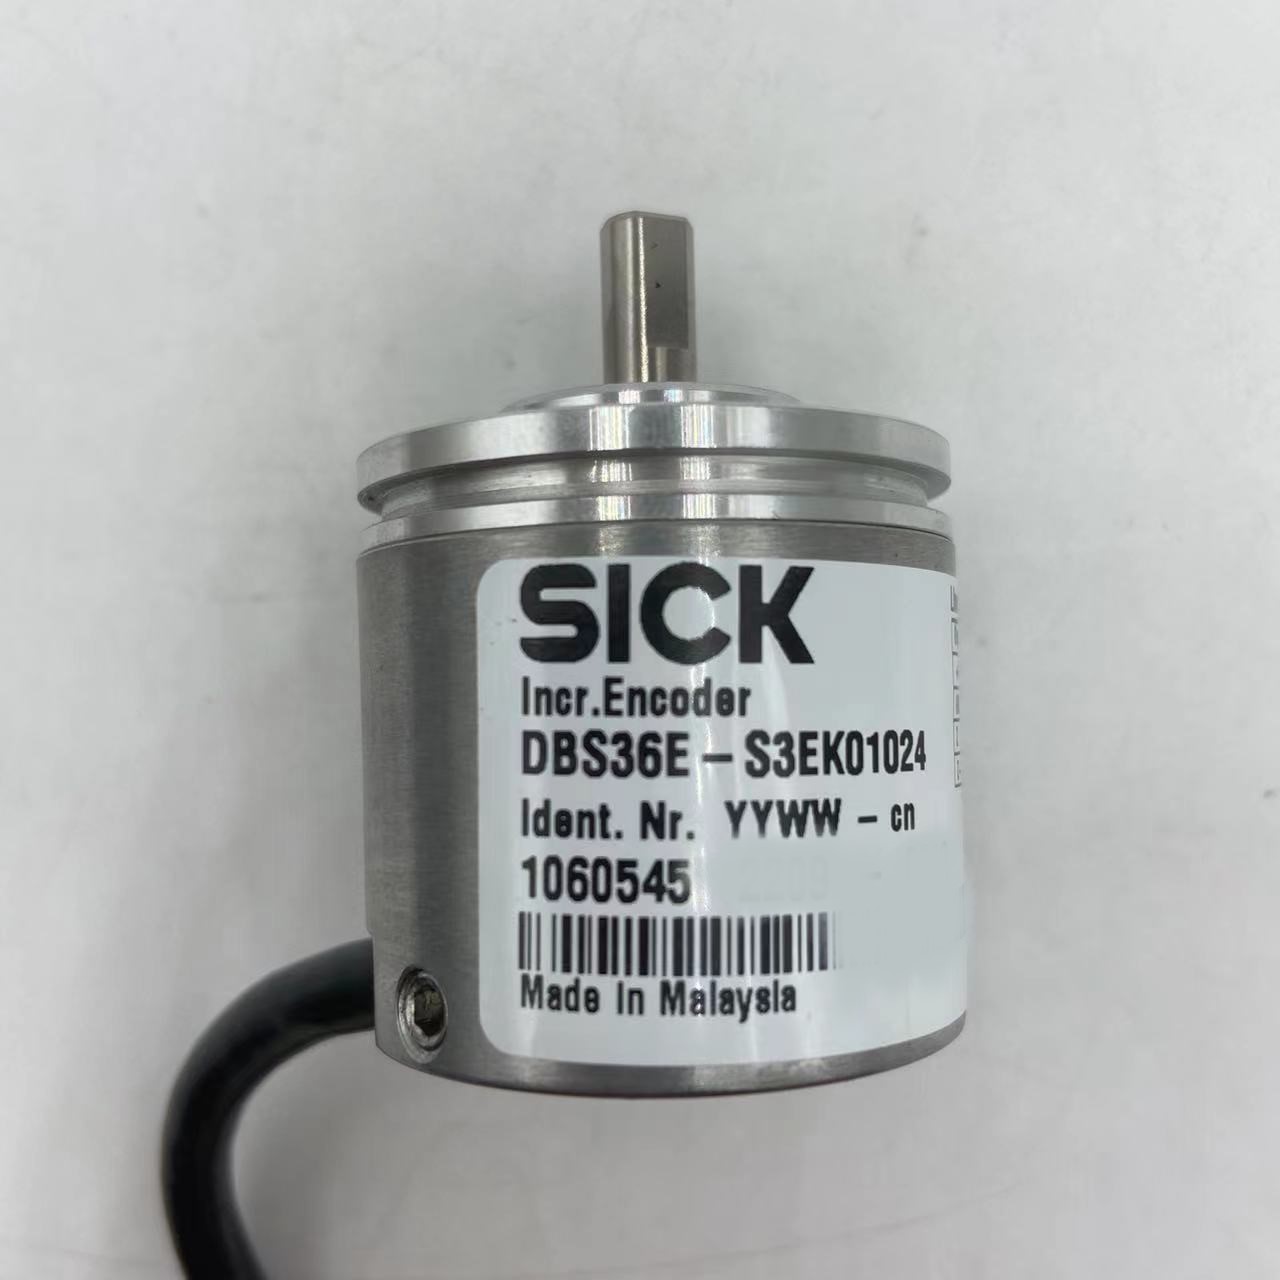 SICK
Incr.Encoder
DBS36E-S3EK01024
Ident. Nr. YYWW-cn
1060545
Made In Malaysia